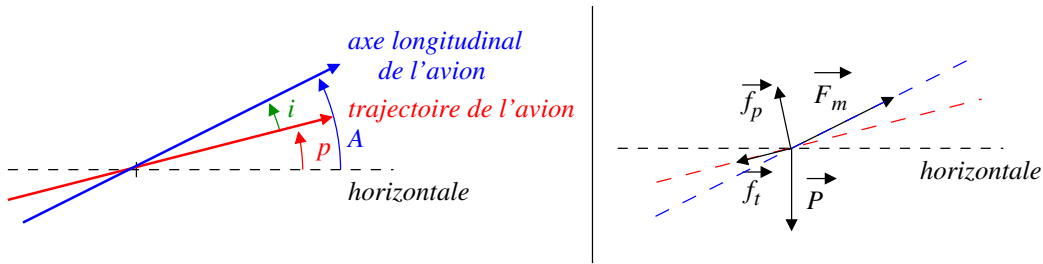 axe longitudinal
de l'avion
i
trajectoire de l'avion
p
A
horizontale
f_p
F_m
horizontale
f_t
P